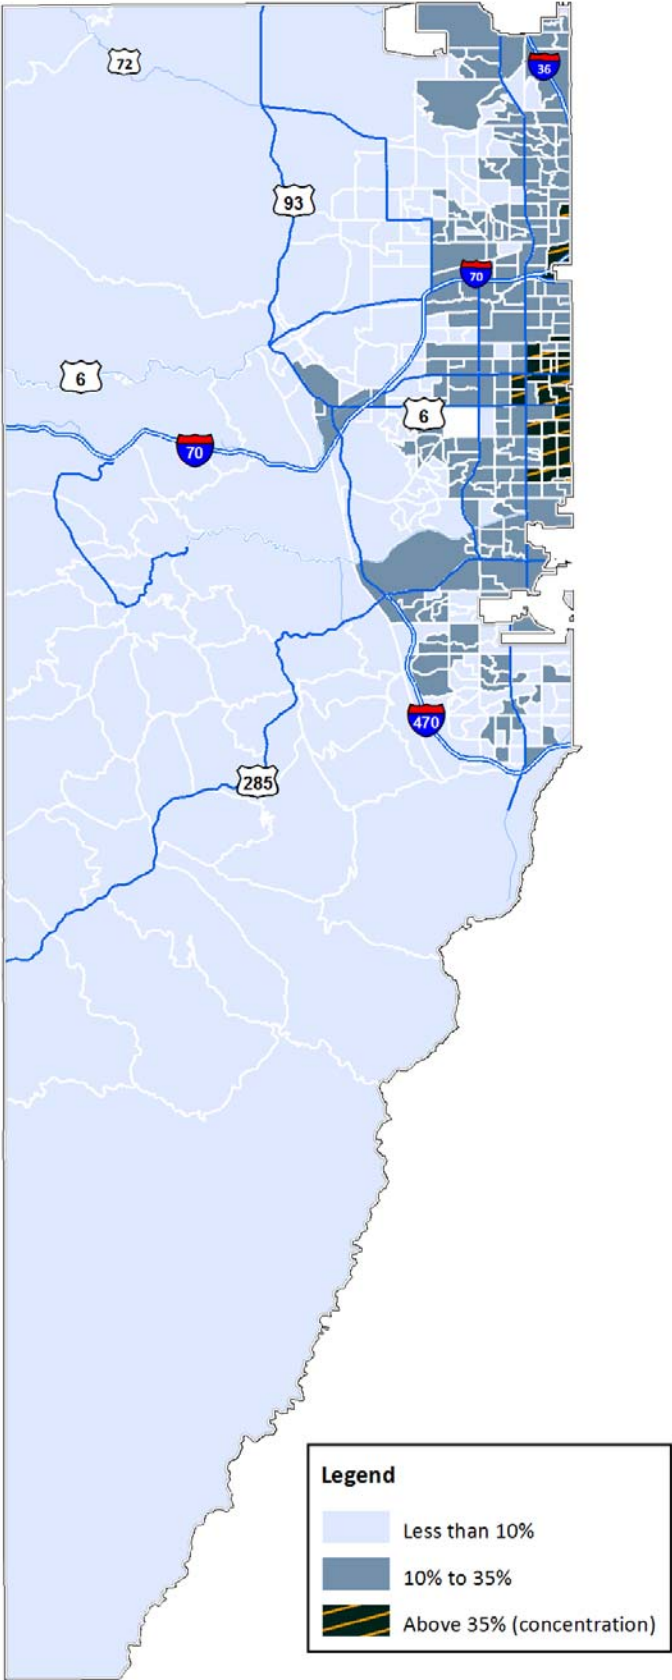 72
36
93
70
6
6
70
470
285
Legend
Less than 10%
10% to 35%
Above 35% (concentration)